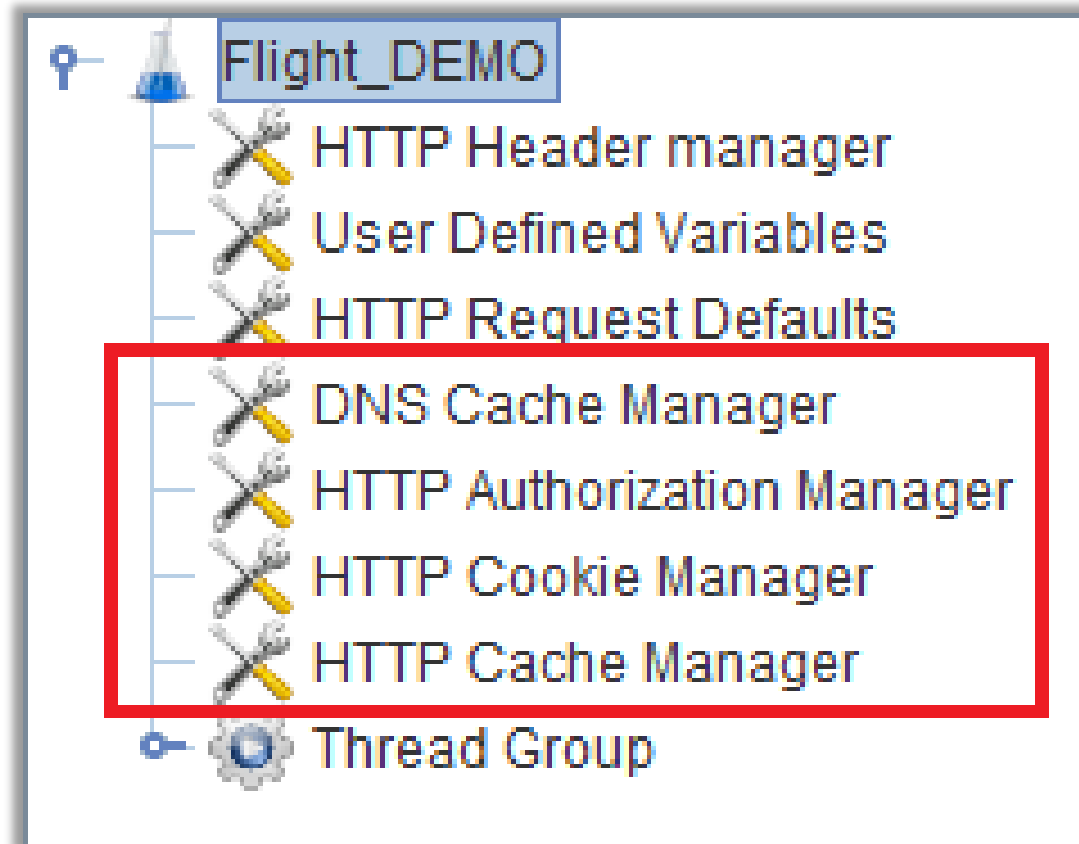 Flight_DEMO
HTTP Header manager
User Defined Variables
HTTP Request Defaults
DNS Cache Manager
HTTP Authorization Manager
HTTP Cookie Manager
HTTP Cache Manager
Thread Group